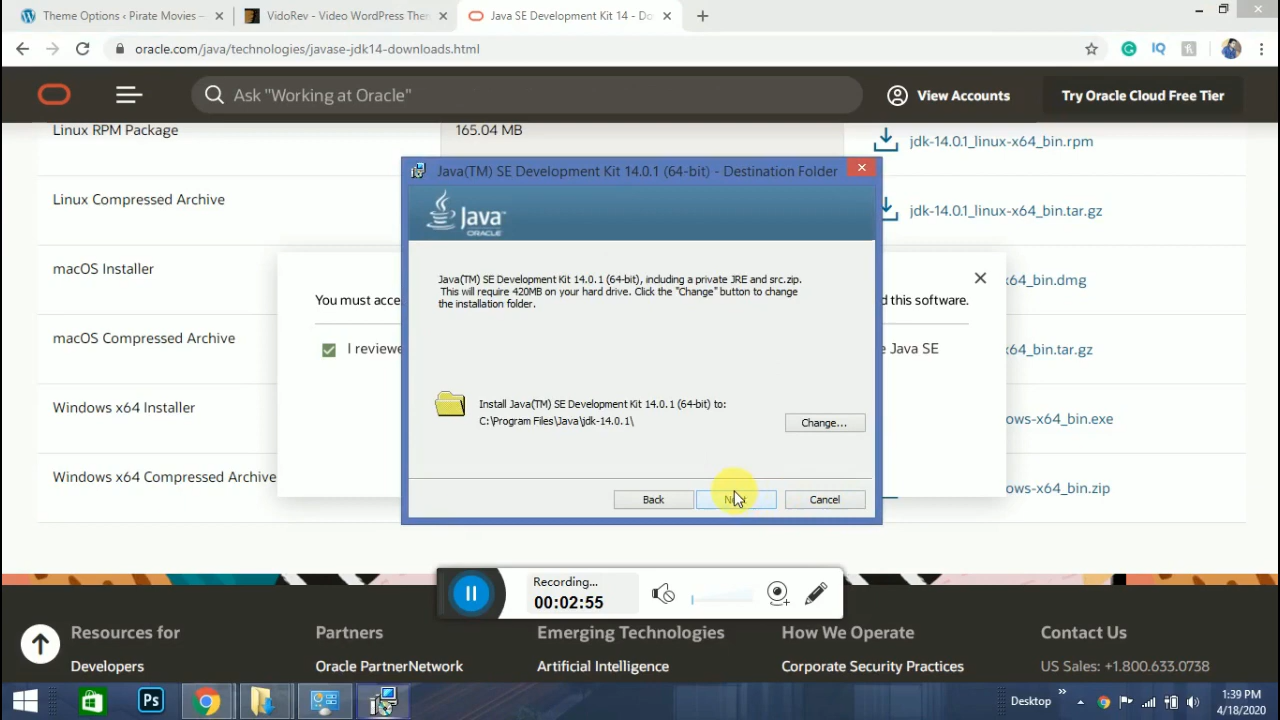 Theme Options ‹ Pirate Movies —
VidoRev - Video WordPress Them
Java SE Development Kit 14 - Do
oracle.com/java/technologies/javase-jdk14-downloads.html
Ask "Working at Oracle"
View Accounts
Try Oracle Cloud Free Tier
Linux RPM Package
165.04 MB
jdk-14.0.1_linux-x64_bin.rpm
Linux Compressed Archive
jdk-14.0.1_linux-x64_bin.tar.gz
macOS Installer
x64_bin.dmg
macOS Compressed Archive
x64_bin.tar.gz
Windows x64 Installer
ows-x64_bin.exe
Windows x64 Compressed Archive
ows-x64_bin.zip
You must acce
d this software.
I reviewe
e Java SE
Java(TM) SE Development Kit 14.0.1 (64-bit) - Destination Folder
Java
ORACLE
Java(TM) SE Development Kit 14.0.1 (64-bit), including a private JRE and src.zip.
This will require 420MB on your hard drive. Click the "Change" button to change
the installation folder.
Install Java(TM) SE Development Kit 14.0.1 (64-bit) to:
C:\Program Files\Java\jdk-14.0.1\
Change...
Back
Cancel
Recording...
00:02:55
Resources for
Partners
Emerging Technologies
How We Operate
Contact Us
Developers
Oracle PartnerNetwork
Artificial Intelligence
Corporate Security Practices
US Sales: +1.800.633.0738
Ps
Desktop
1:39 PM
4/18/2020